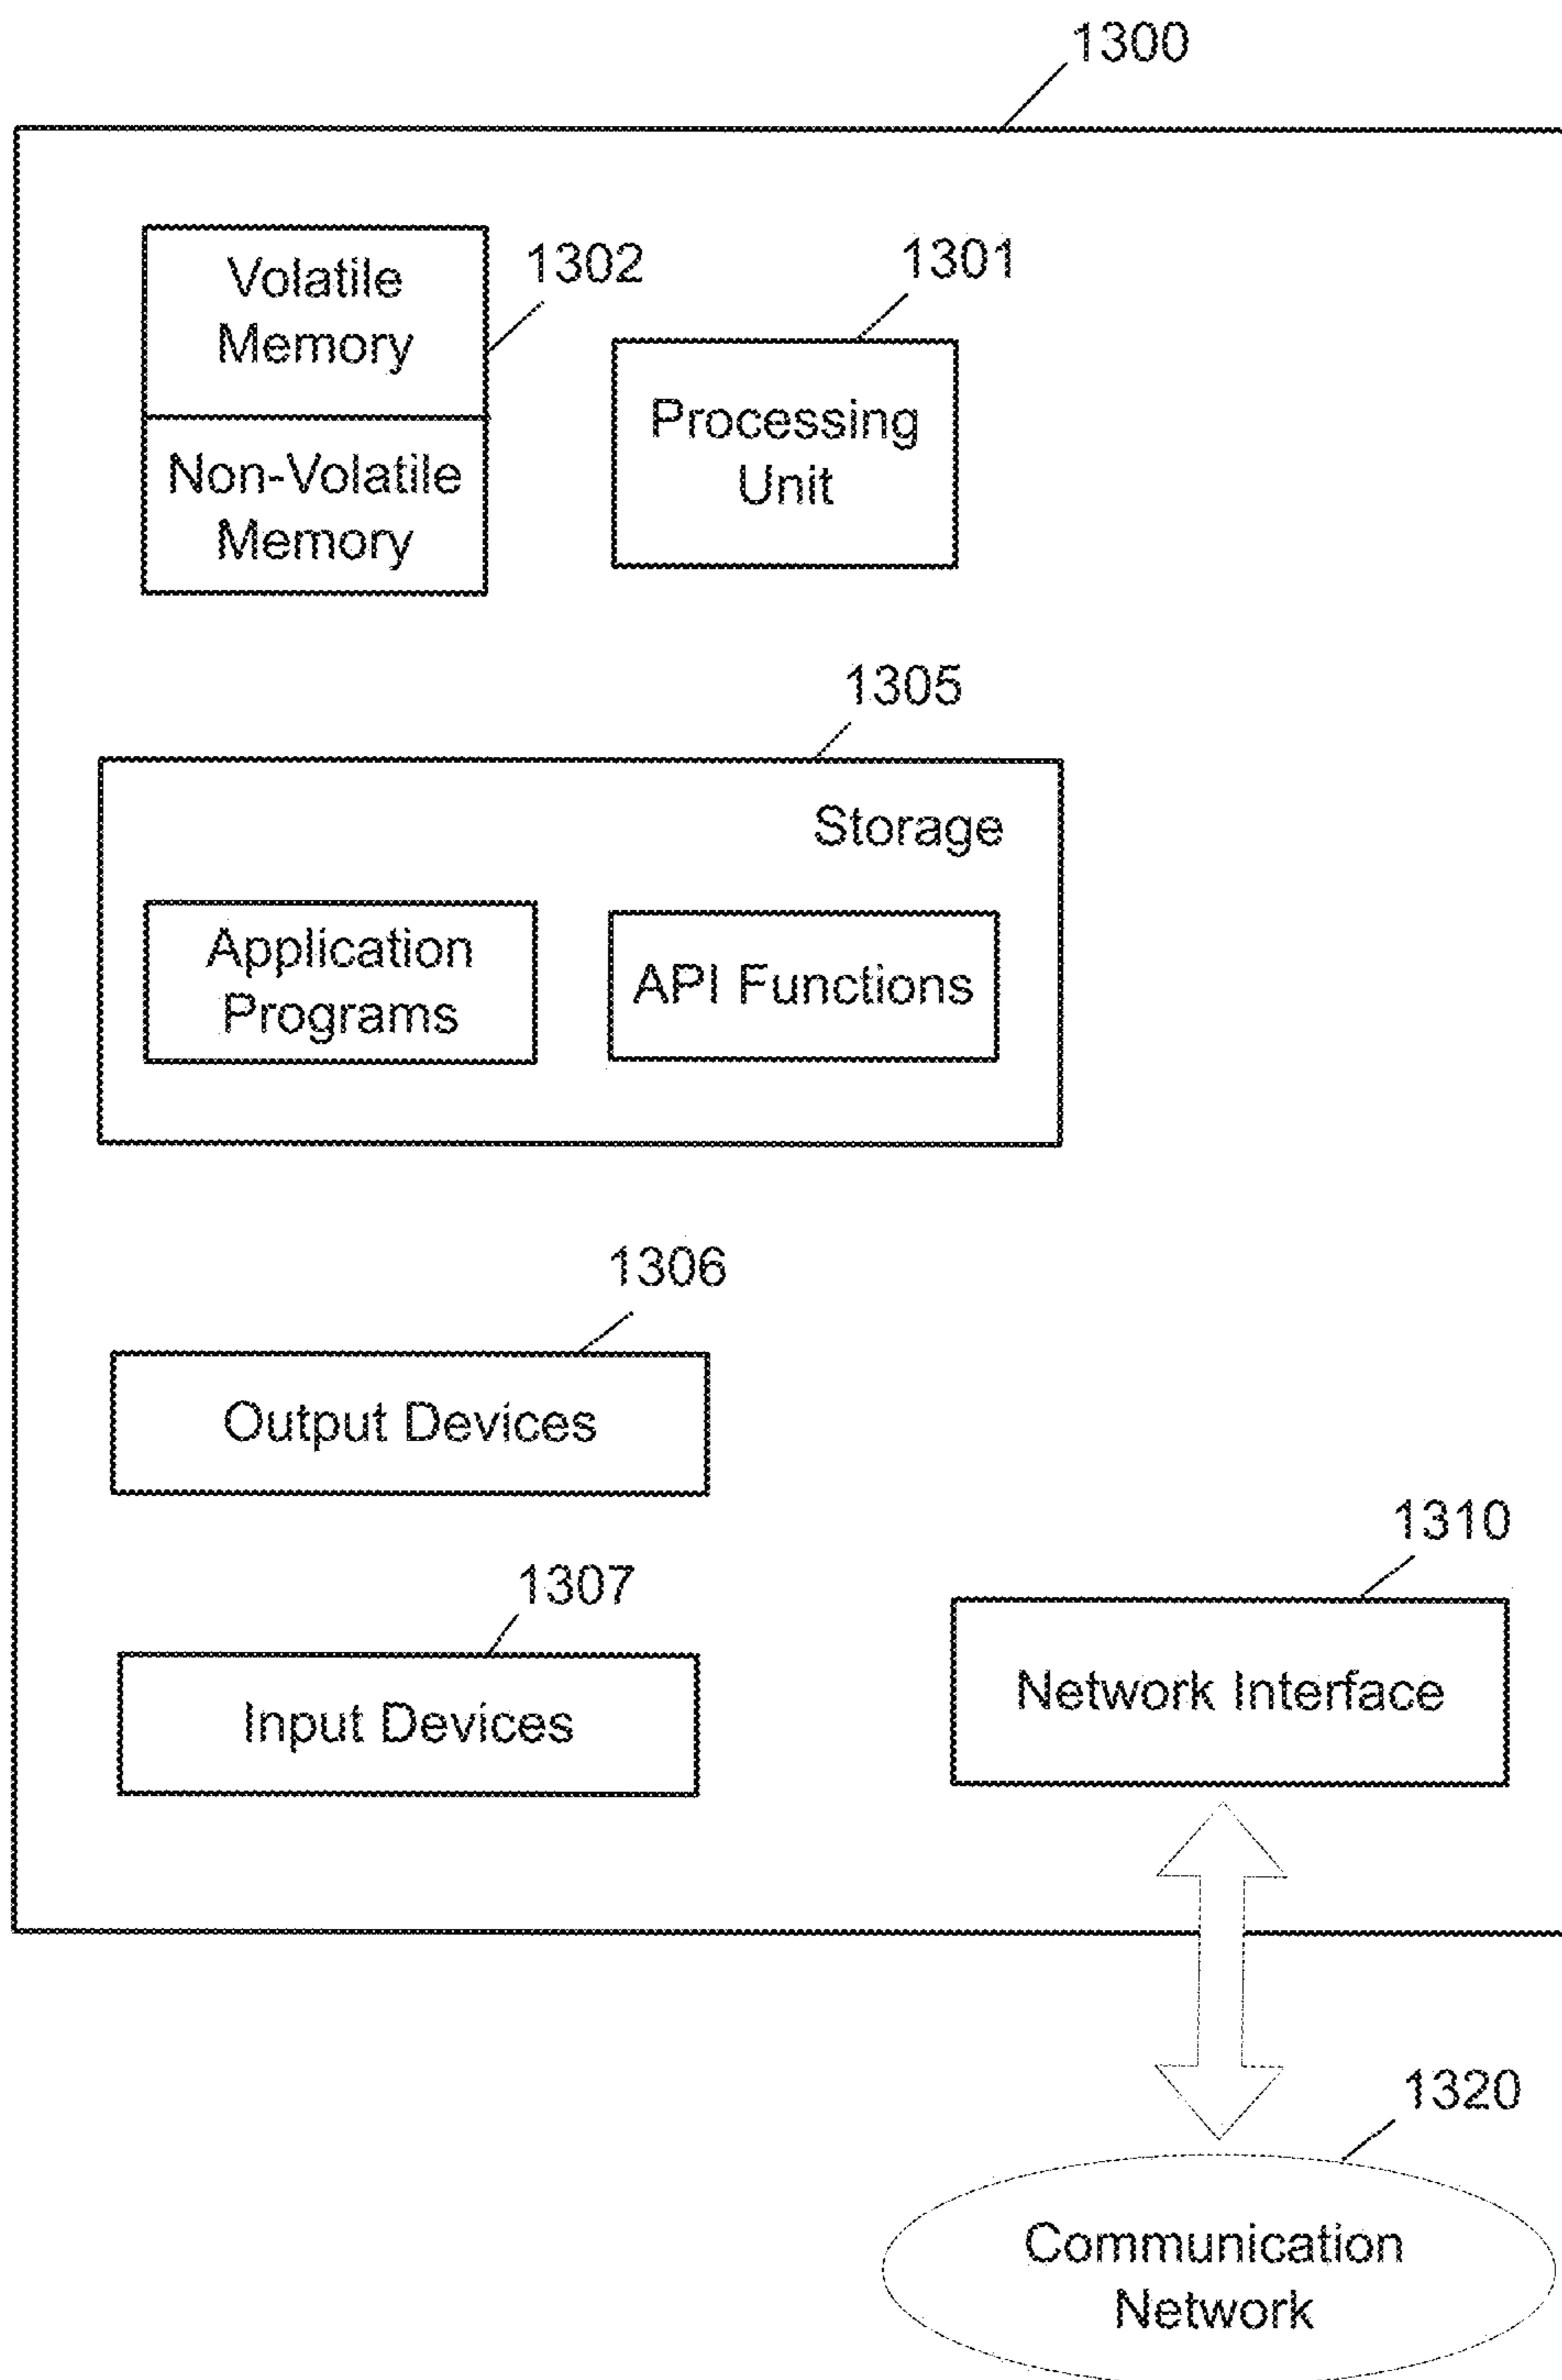 1300
1302
1301
Volatile
Memory
Non-Volatile
Memory
Processing
Unit
1305
Storage
Application
Programs
API Functions
1306
Output Devices
1310
1307
Network Interface
Input Devices
1320
Communication
Network